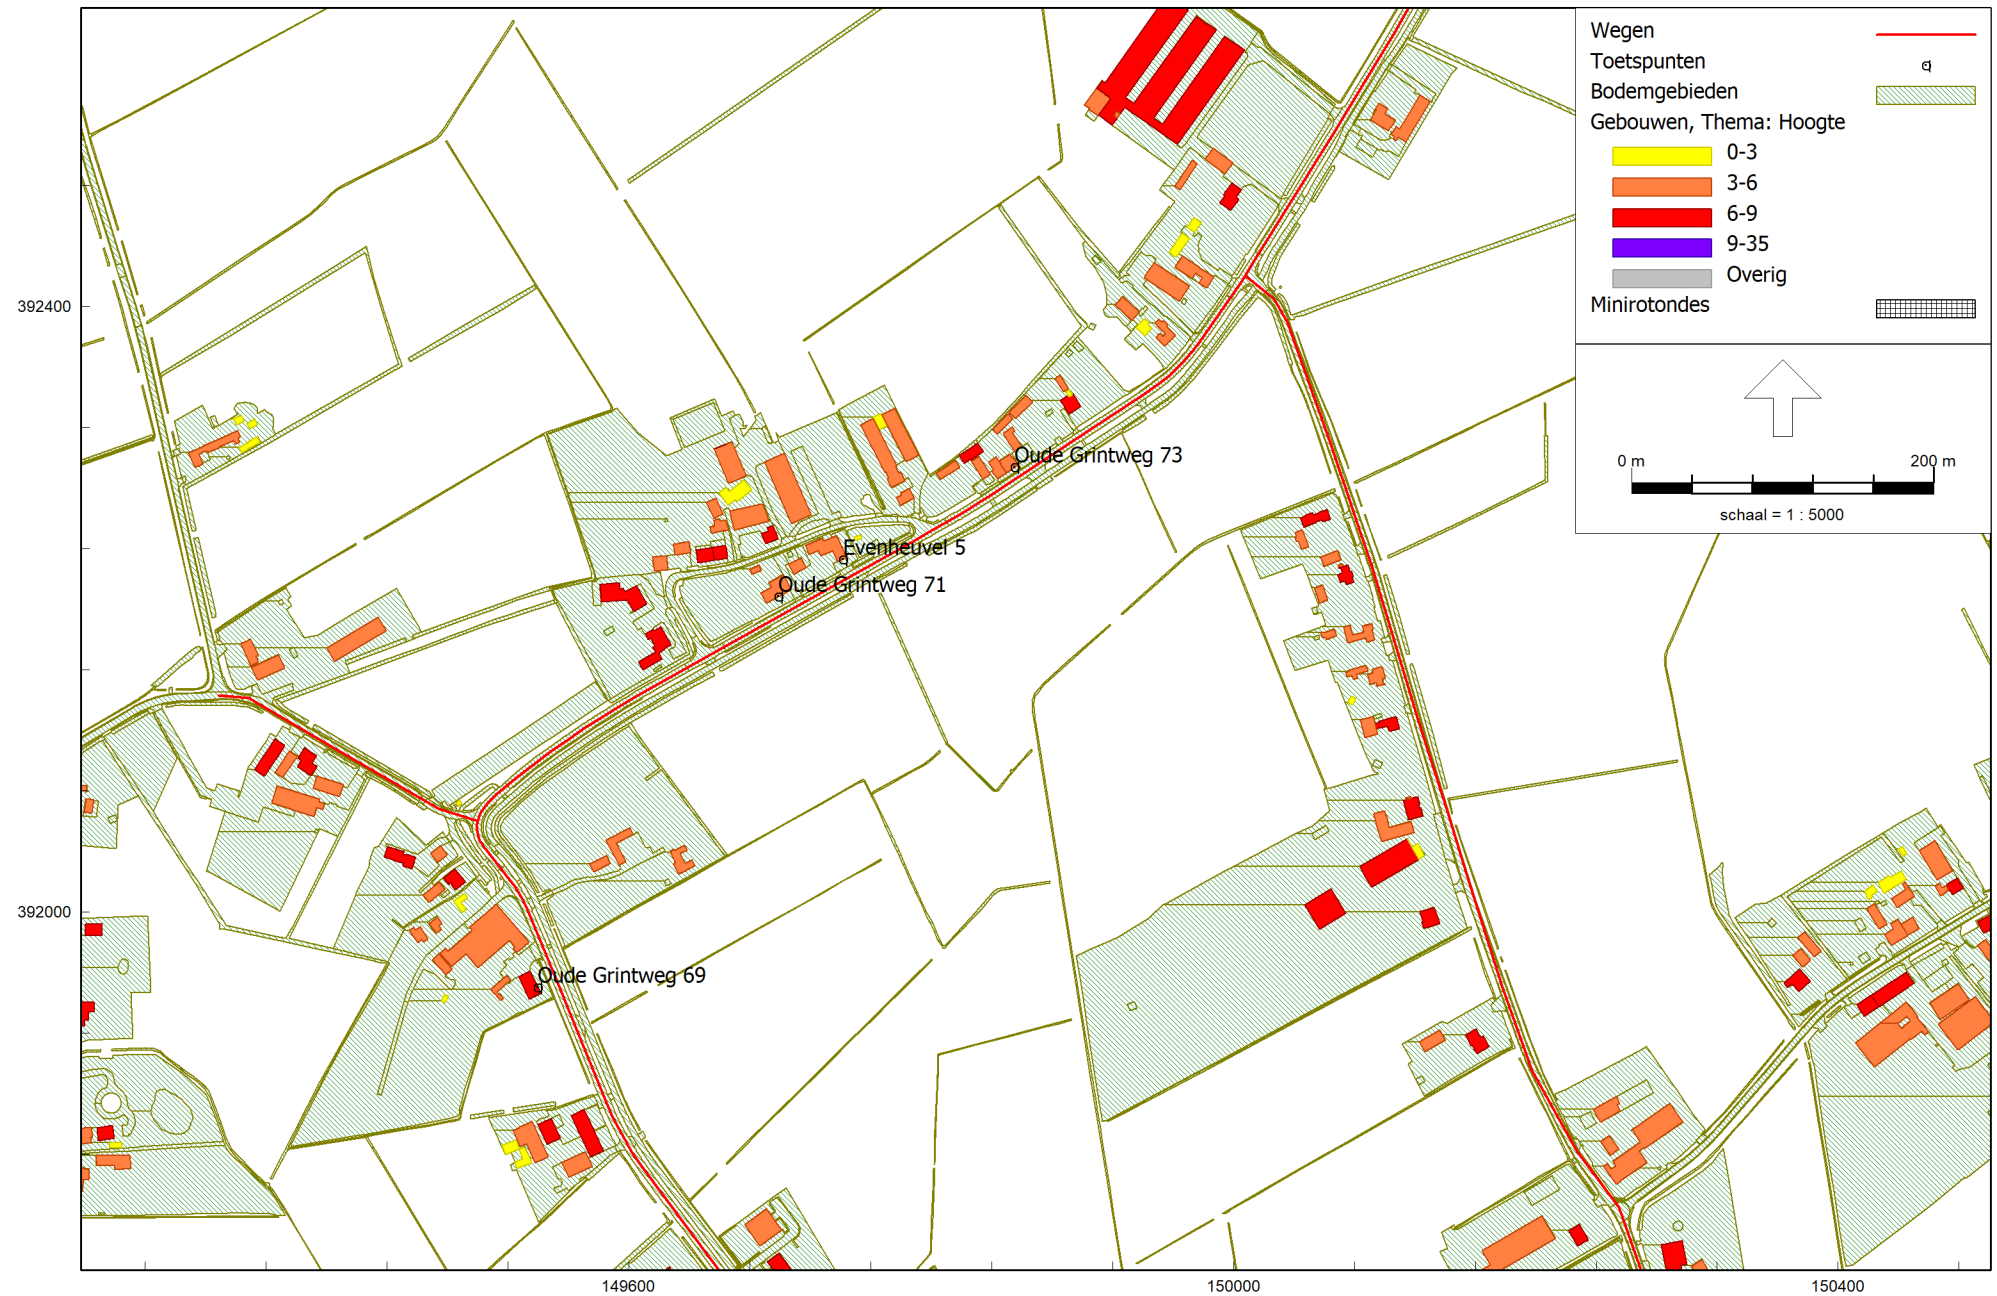 Wegen
Toetspunten
Bodemgebieden
Gebouwen, Thema: Hoogte
0-3
3-6
6-9
9-35
Overig
Minirotondes
0 m
200 m
schaal = 1 : 5000
392400
392000
Oude Grintweg 73
Evenheuvel 5
Oude Grintweg 71
Oude Grintweg 69
149600
150000
150400